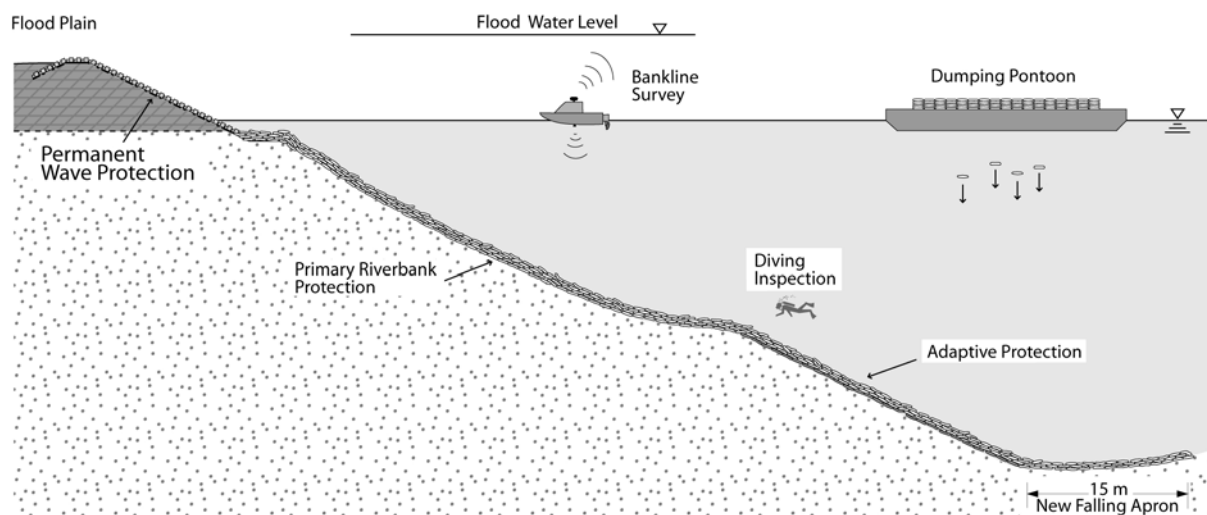 Flood Plain
Flood Water Level
Bankline
Survey
Dumping Pontoon
Permanent
Wave Protection
Primary Riverbank
Protection
Diving
Inspection
Adaptive Protection
15 m
New Falling Apron